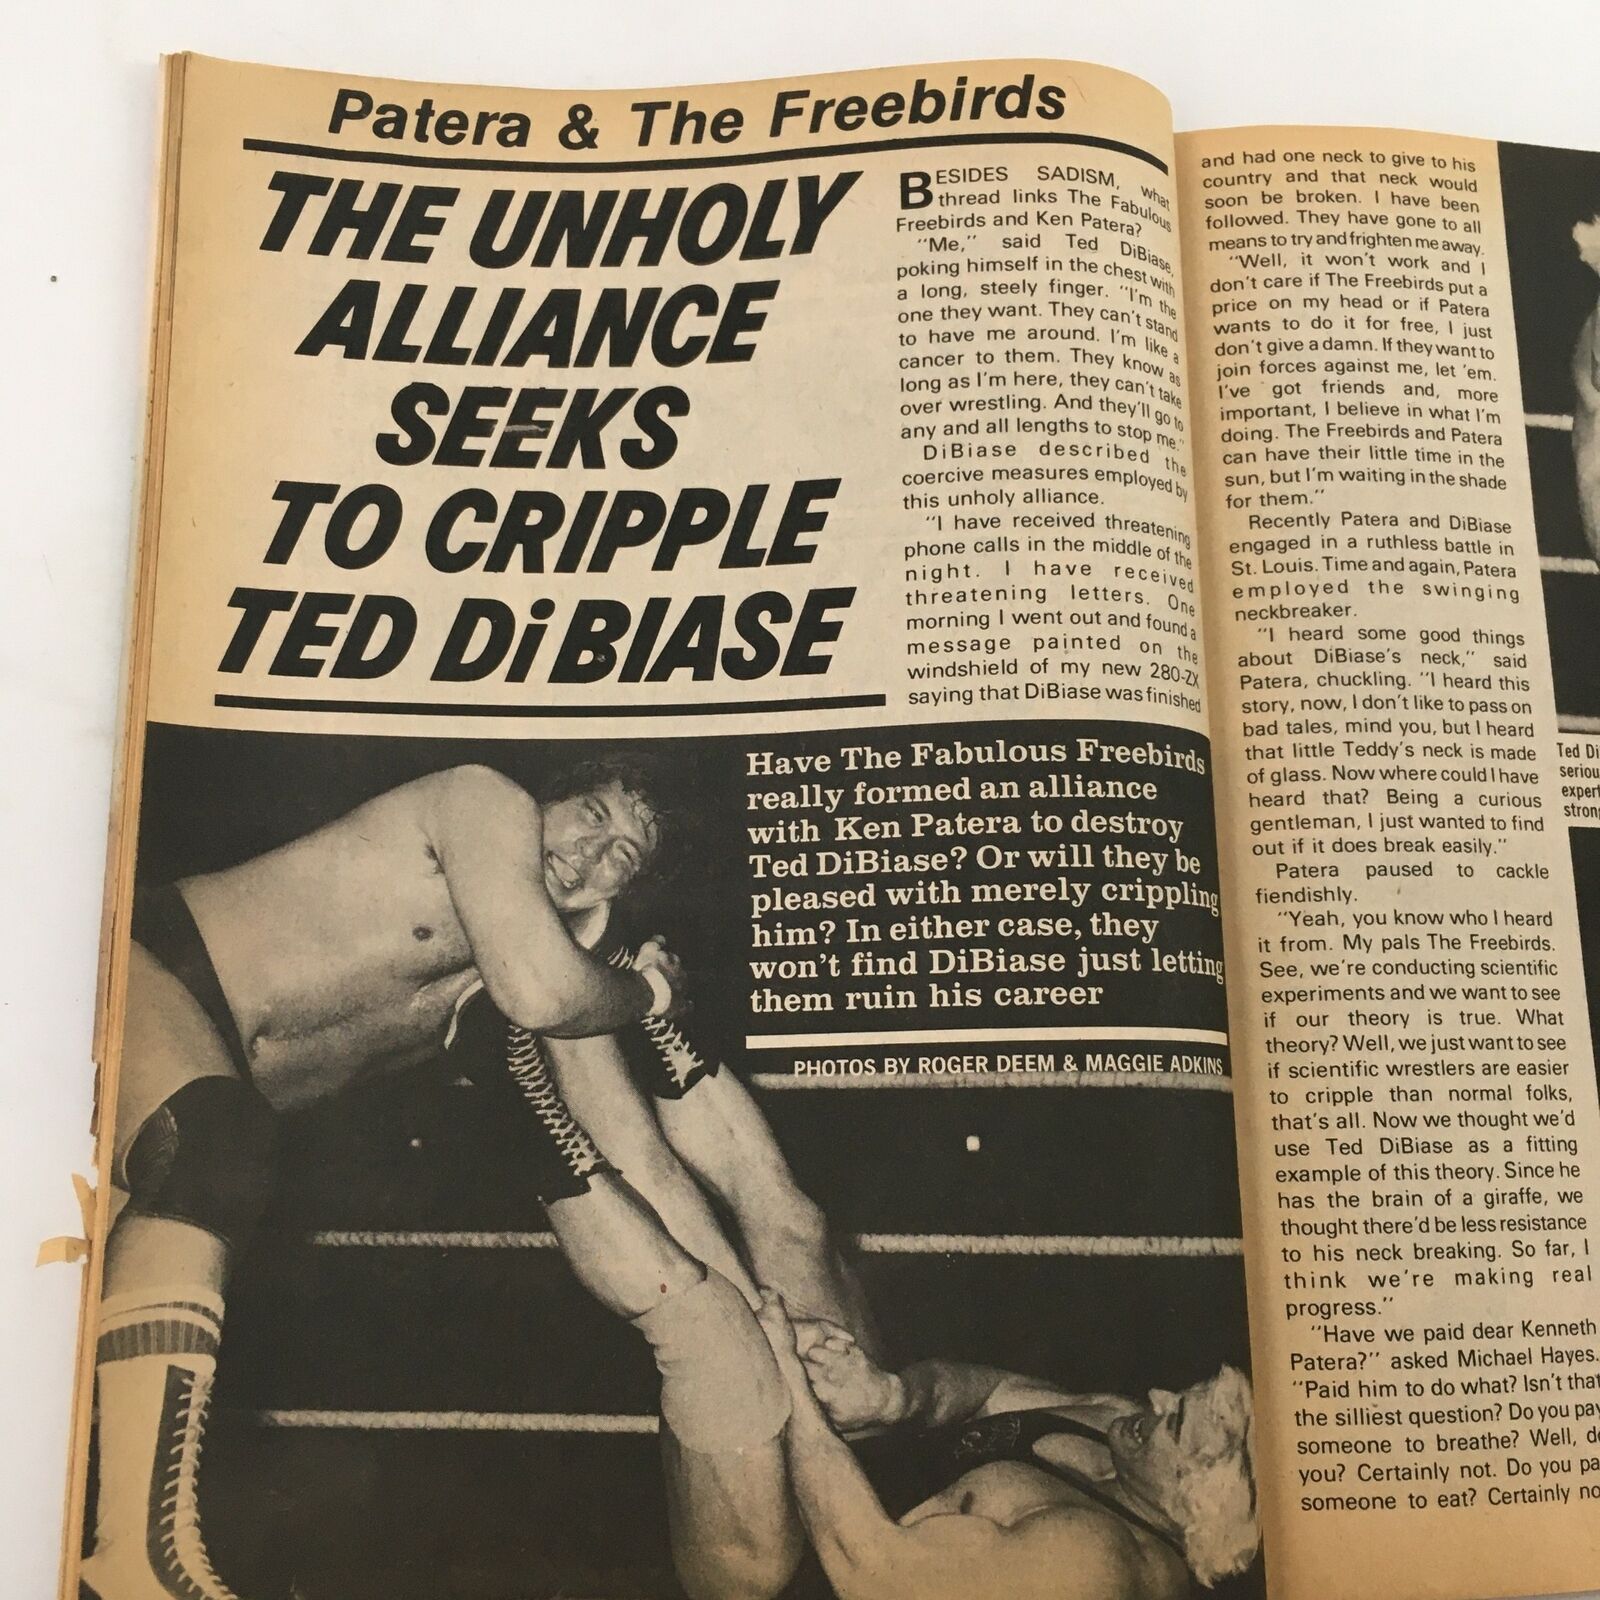 Patera & The Freebirds
THE UNHOLY
ALLIANCE
SEEKS
TO CRIPPLE
TED DiBIASE
BESIDES SADISM, what
thread links The Fabulous
Freebirds and Ken Patera?
"Me," said Ted DiBiase,
poking himself in the chest with
a long, steely finger. "I'm the
one they want. They can't stand
to have me around. I'm like a
cancer to them. They know as
long as I'm here, they can't take
over wrestling. And they'll go to
any and all lengths to stop me."
DiBiase described the
coercive measures employed by
this unholy alliance.
"I have received threatening
phone calls in the middle of the
night. I have received
threatening letters. One
morning I went out and found a
message painted on the
windshield of my new 280-ZX
saying that DiBiase was finished
Have The Fabulous Freebirds
really formed an alliance
with Ken Patera to destroy
Ted DiBiase? Or will they be
pleased with merely crippling
him? In either case, they
won't find DiBiase just letting
them ruin his career
PHOTOS BY ROGER DEEM & MAGGIE ADKINS
and had one neck to give to his
country and that neck would
soon be broken. I have been
followed. They have gone to all
means to try and frighten me away.
"Well, it won't work and I
don't care if The Freebirds put a
price on my head or if Patera
wants to do it for free, I just
don't give a damn. If they want to
join forces against me, let 'em.
I've got friends and, more
important, I believe in what I'm
doing. The Freebirds and Patera
can have their little time in the
sun, but I'm waiting in the shade
for them."
Recently Patera and DiBiase
engaged in a ruthless battle in
St. Louis. Time and again, Patera
employed the swinging
neckbreaker.
"I heard some good things
about DiBiase's neck," said
Patera, chuckling. "I heard this
story, now, I don't like to pass on
bad tales, mind you, but I heard
that little Teddy's neck is made
of glass. Now where could I have
heard that? Being a curious
gentleman, I just wanted to find
out if it does break easily."
Patera paused to cackle
fiendishly.
"Yeah, you know who I heard
it from. My pals The Freebirds.
See, we're conducting scientific
experiments and we want to see
if our theory is true. What
theory? Well, we just want to see
if scientific wrestlers are easier
to cripple than normal folks,
that's all. Now we thought we'd
use Ted DiBiase as a fitting
example of this theory. Since he
has the brain of a giraffe, we
thought there'd be less resistance
to his neck breaking. So far, I
think we're making real
progress."
"Have we paid dear Kenneth
Patera?" asked Michael Hayes.
"Paid him to do what? Isn't that
the silliest question? Do you pay
someone to breathe? Well, do
you? Certainly not. Do you pa
someone to eat? Certainly no
Ted Di
seriou
exper
stron